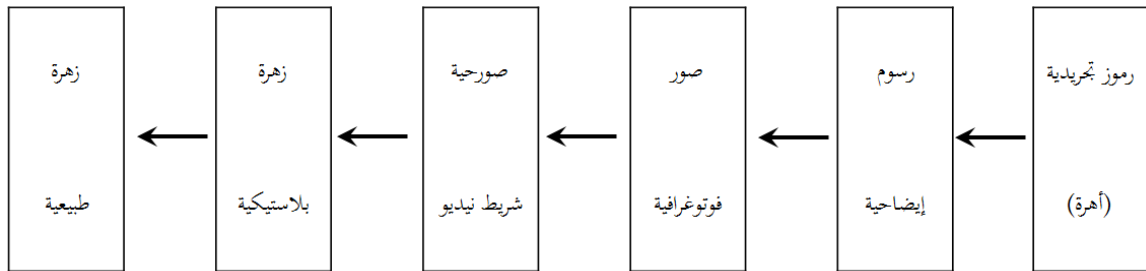 رموز تجريدية
(أهرة)
رسوم
إيضاحية
صور
فوتوغرافية
صورحية
شريط نيديو
زهرة
بلاستيكية
زهرة
طبيعية